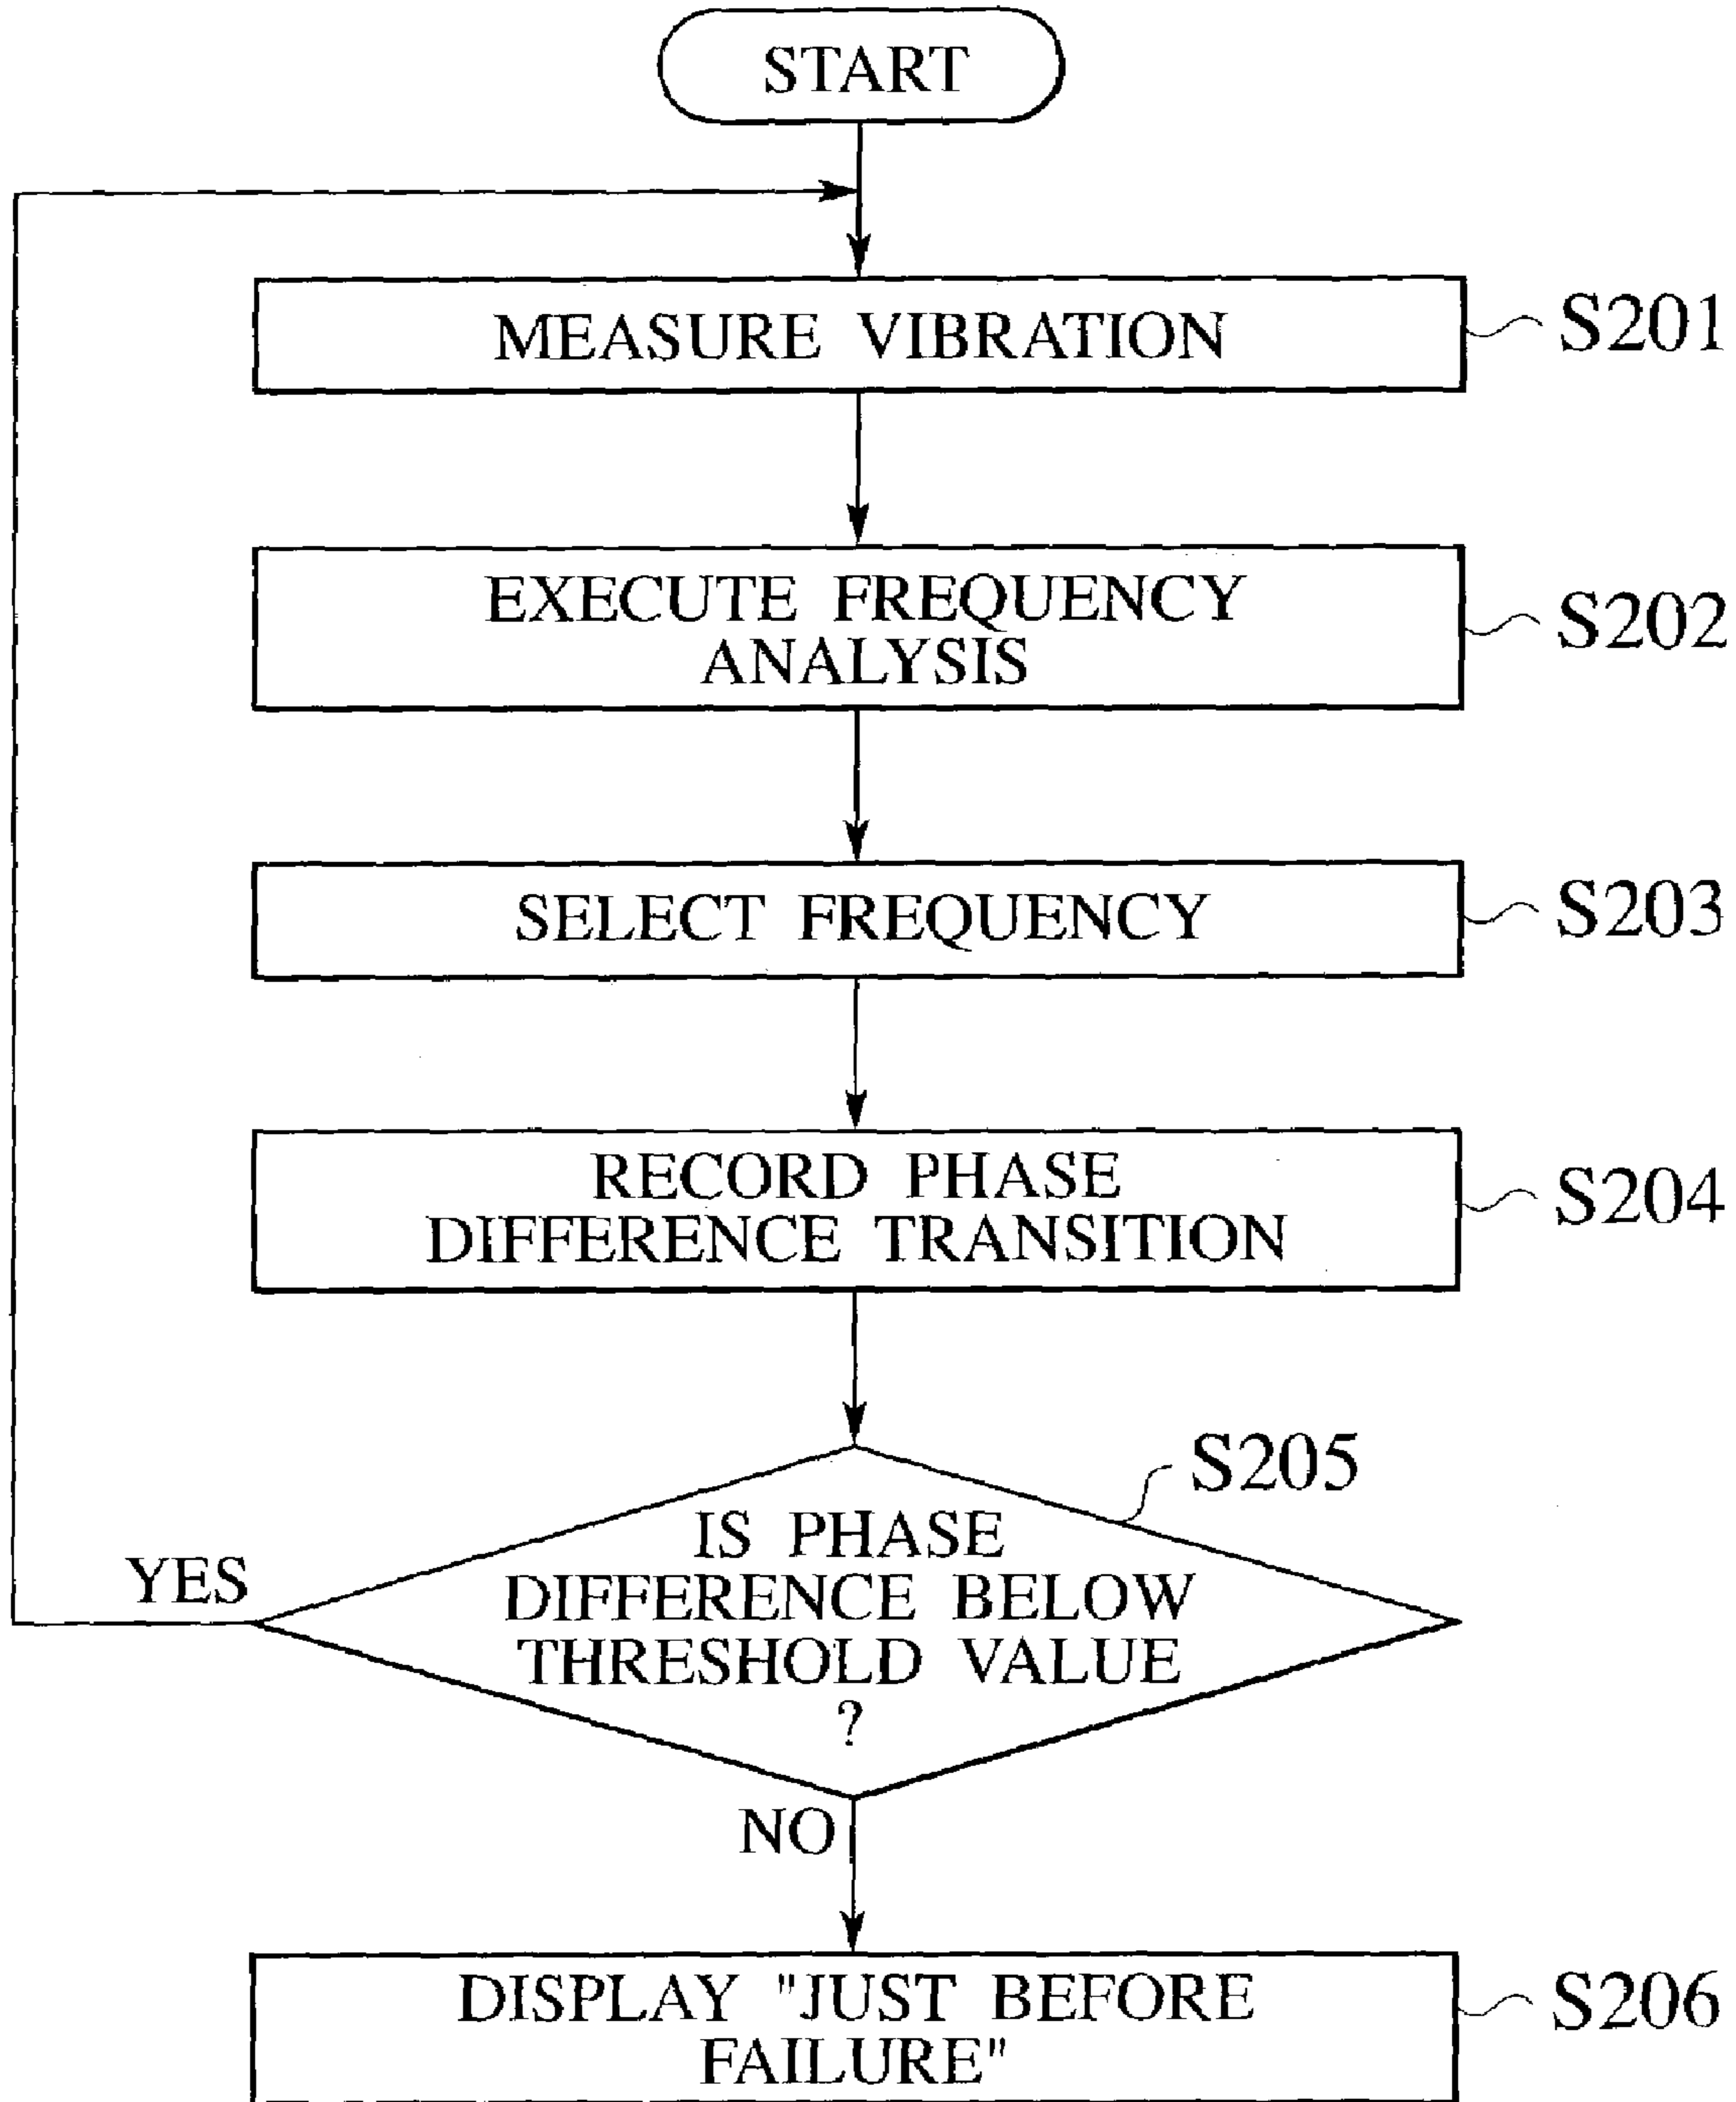 START
MEASURE VIBRATION
S201
EXECUTE FREQUENCY
ANALYSIS
S202
SELECT FREQUENCY
S203
RECORD PHASE
DIFFERENCE TRANSITION
S204
S205
IS PHASE
DIFFERENCE BELOW
THRESHOLD VALUE
?
YES
NO
DISPLAY "JUST BEFORE
FAILURE"
S206